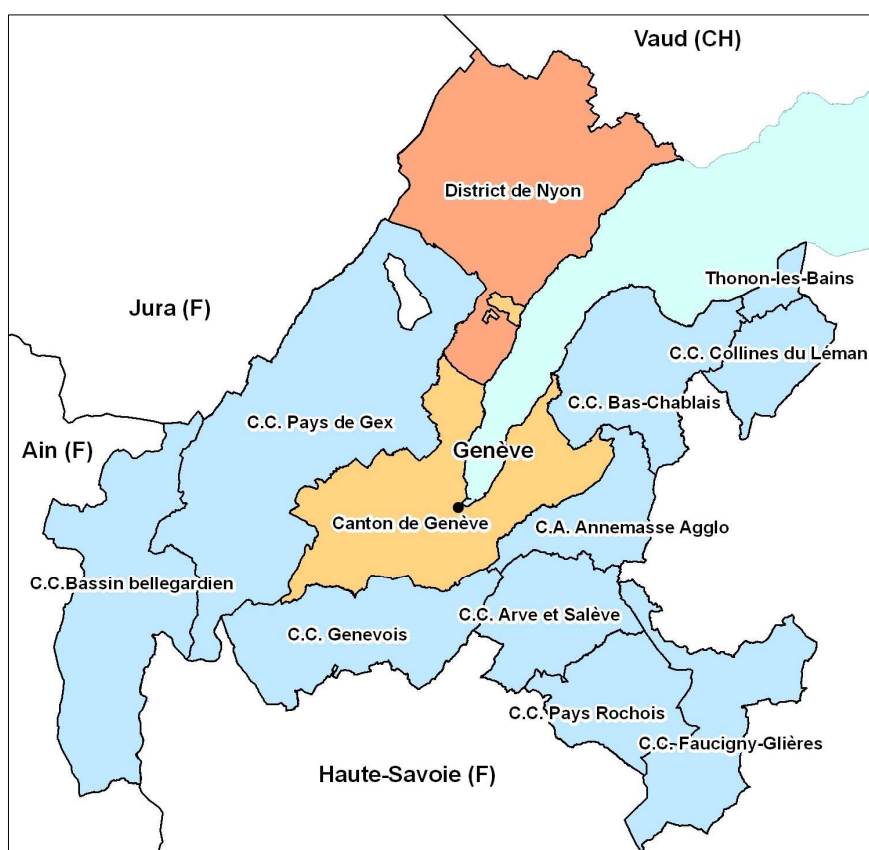 Vaud (CH)
District de Nyon
Thonon-les-Bains
Jura (F)
C.C. Collines du Léman
C.C. Bas-Chablais
C.C. Pays de Gex
Ain (F)
Genève
Canton de Genève
C.A. Annemasse Agglo
C.C.Bassin bellegardien
C.C. Arve et Salève
C.C. Genevois
C.C. Pays Rochois
C.C. Faucigny-Glières
Haute-Savoie (F)